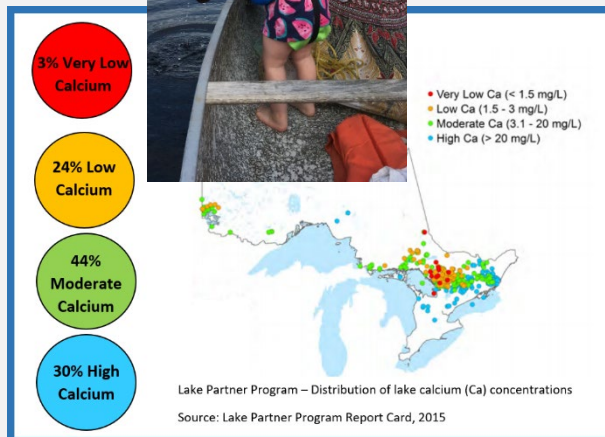 3% Very Low
Calcium
24% Low
Calcium
44%
Moderate
Calcium
30% High
Calcium
Very Low Ca (< 1.5 mg/L)
Low Ca (1.5 - 3 mg/L)
Moderate Ca (3.1 - 20 mg/L)
High Ca (> 20 mg/L)
Lake Partner Program – Distribution of lake calcium (Ca) concentrations
Source: Lake Partner Program Report Card, 2015